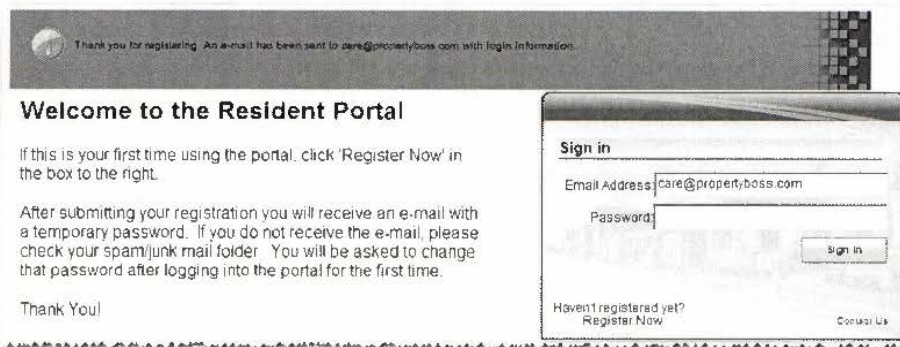 Thank you for registering. An e-mail has been sent to care@propertyboss.com with login information.
Welcome to the Resident Portal
If this is your first time using the portal, click 'Register Now' in
the box to the right.
After submitting your registration you will receive an e-mail with
a temporary password. If you do not receive the e-mail, please
check your spam/junk mail folder. You will be asked to change
that password after logging into the portal for the first time.
Thank You!
Sign in
Email Address: care@propertyboss.com
Password:
Sign In
Haven't registered yet?
Register Now
Contact Us